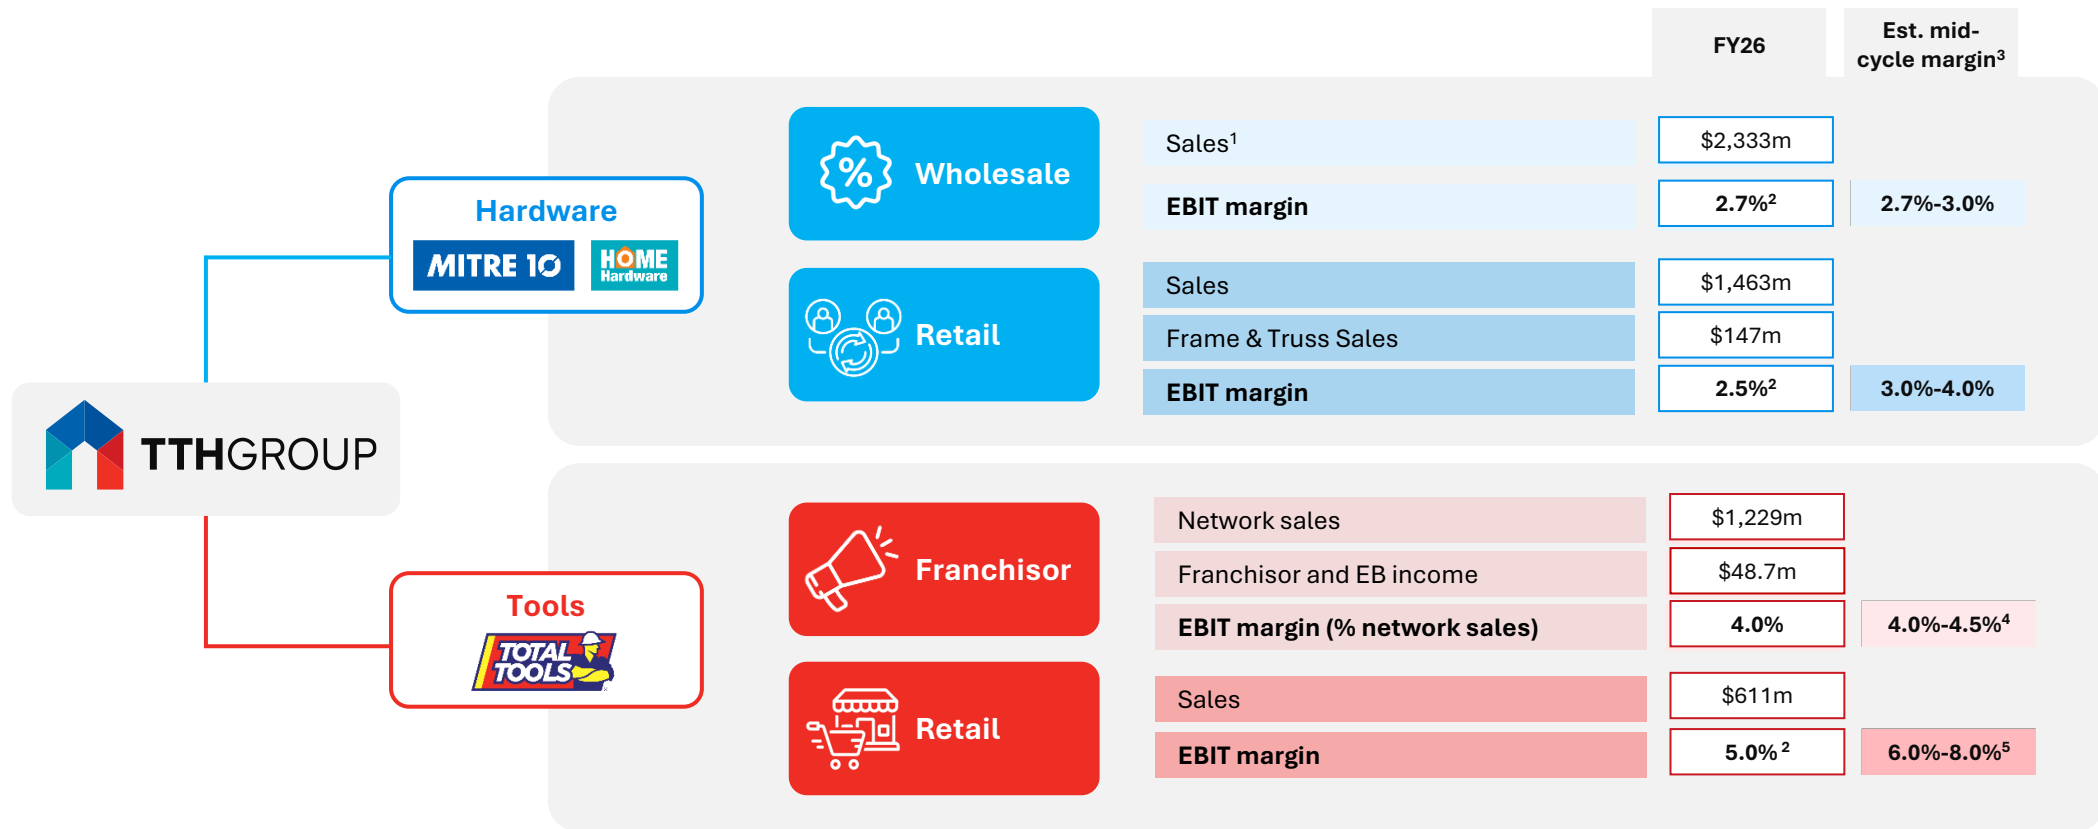 FY26
Est. mid-
cycle margin³
Hardware
MITRE 10
HOME
Hardware
Wholesale
Sales¹
$2,333m
EBIT margin
2.7%²
2.7%-3.0%
Retail
Sales
$1,463m
Frame & Truss Sales
$147m
EBIT margin
2.5%²
3.0%-4.0%
TTHGROUP
Tools
TOTAL
TOOLS
Franchisor
Network sales
$1,229m
Franchisor and EB income
$48.7m
EBIT margin (% network sales)
4.0%
4.0%-4.5%⁴
Retail
Sales
$611m
EBIT margin
5.0% ²
6.0%-8.0%⁵